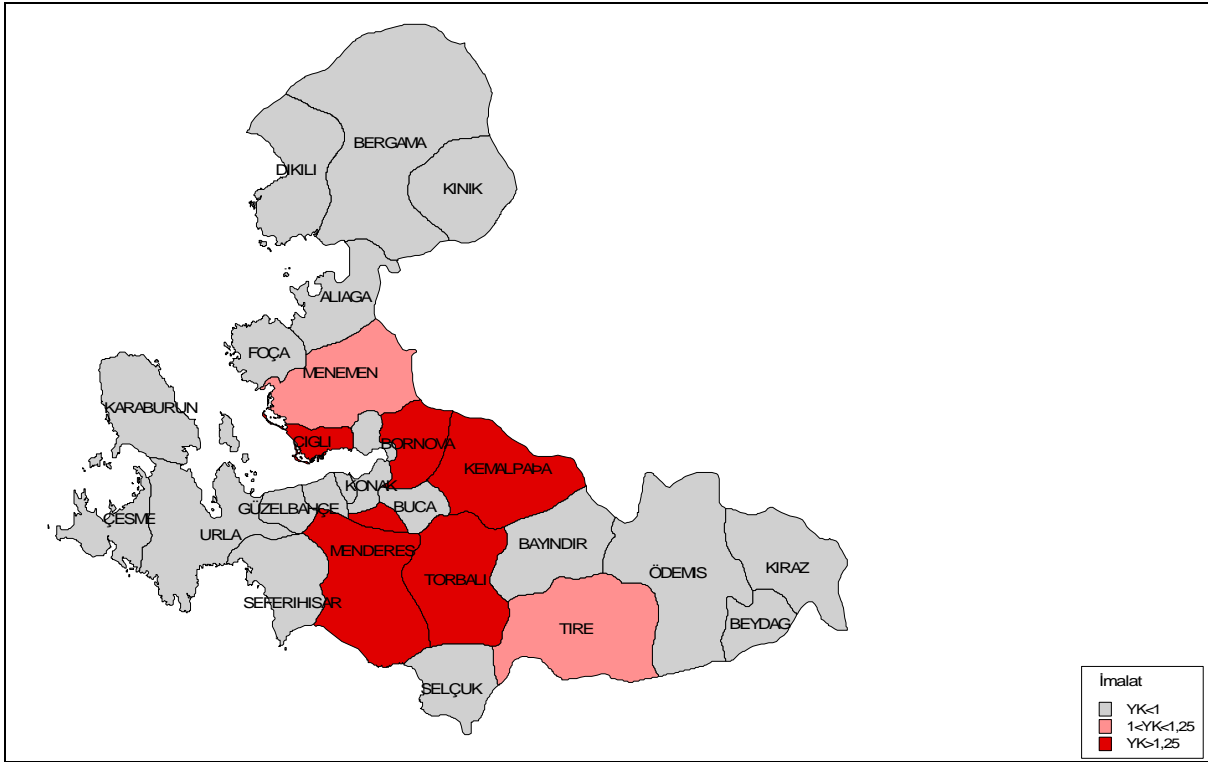 BERGAMA
DIKILI
KINIK
ALIAGA
FOÇA
MENEMEN
KARABURUN
ÇIGLI
BORNOVA
KEMALPAÞA
KONAK
GÜZELBAHÇE
BUCA
ÇESME
URLA
MENDERES
BAYINDIR
TORBALI
ÖDEMIS
KIRAZ
SEFERIHISAR
TIRE
BEYDAG
SELÇUK
İmalat
YK<1
1<YK<1,25
YK>1,25